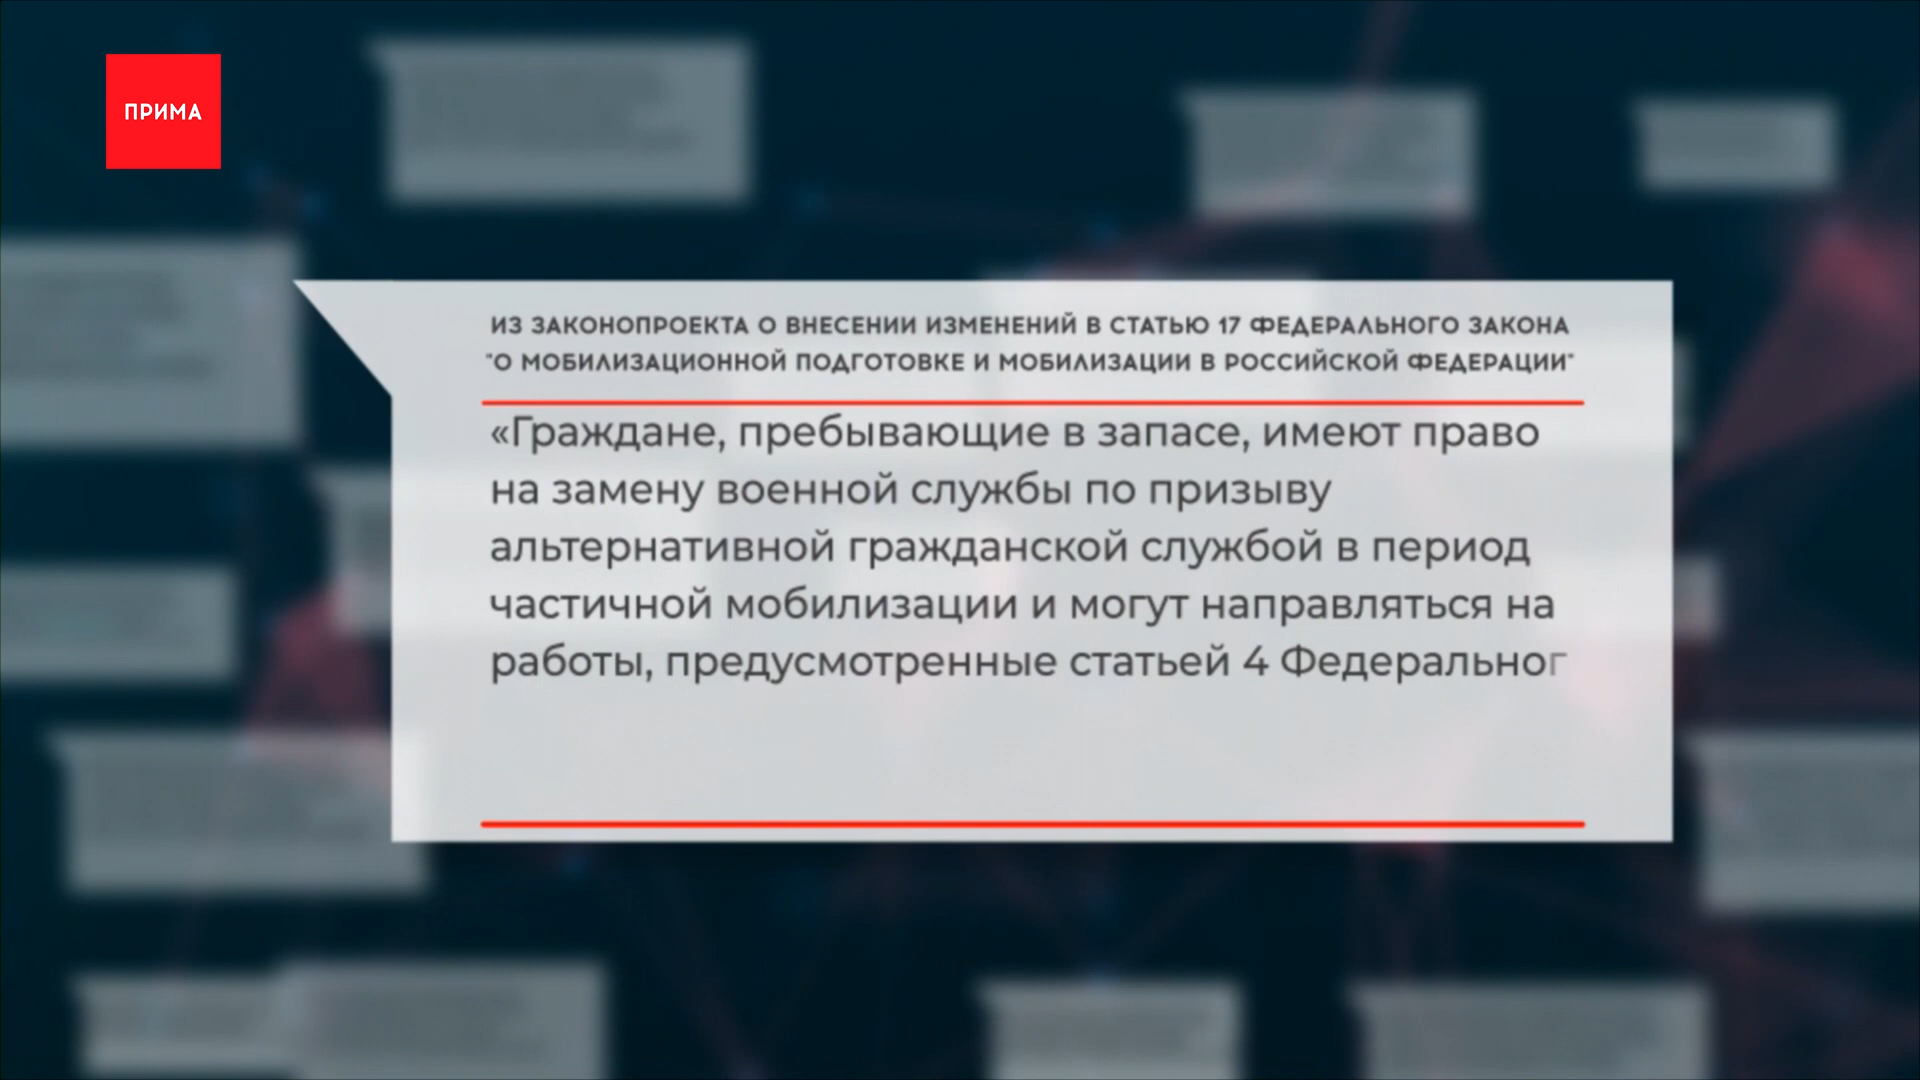 ПРИМА
ИЗ ЗАКОНОПРОЕКТА О ВНЕСЕНИИ ИЗМЕНЕНИЙ В СТАТЬЮ 17 ФЕДЕРАЛЬНОГО ЗАКОНА
"О МОБИЛИЗАЦИОННОЙ ПОДГОТОВКЕ И МОБИЛИЗАЦИИ В РОССИЙСКОЙ ФЕДЕРАЦИИ"
«Граждане, пребывающие в запасе, имеют право
на замену военной службы по призыву
альтернативной гражданской службой в период
частичной мобилизации и могут направляться на
работы, предусмотренные статьей 4 Федеральног